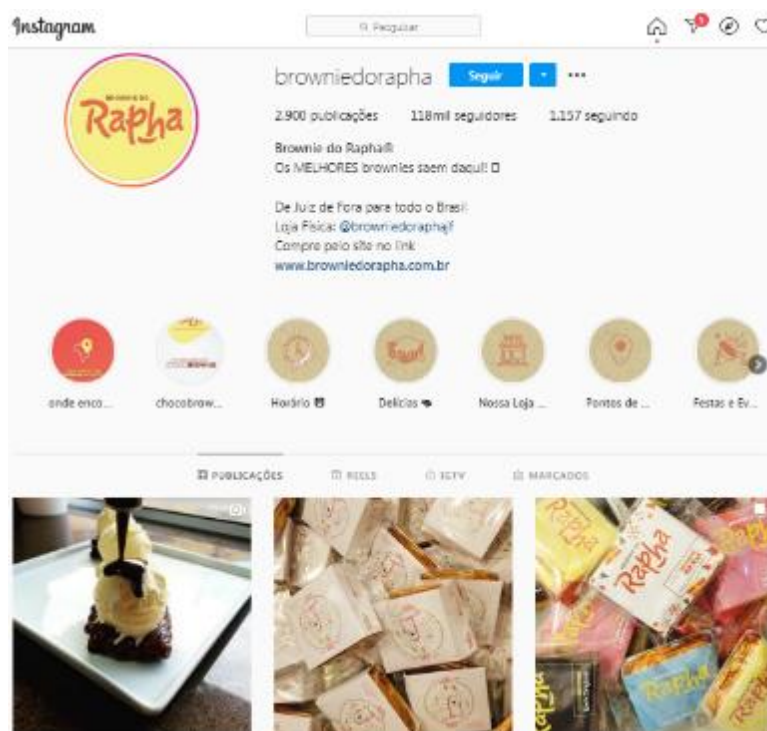 Instagram
Pesquisar
browniedorapha Seguir
2.900 publicações 118mil seguidores 1.157 seguindo
Brownie do Rapha®
Os MELHORES brownies saem daqui!
De Juiz de Fora para todo o Brasil
Loja Física: @browniedoraphajf
Compre pelo site no link
www.browniedorapha.com.br
Rapha
onde enco... chocobrow... Horário Delícias Nossa Loja ... Pontos de ... Festas e Ev...
PUBLICAÇÕES REELS IGTV MARCADOS
Rapha
Rapha
Rapha
Rapha